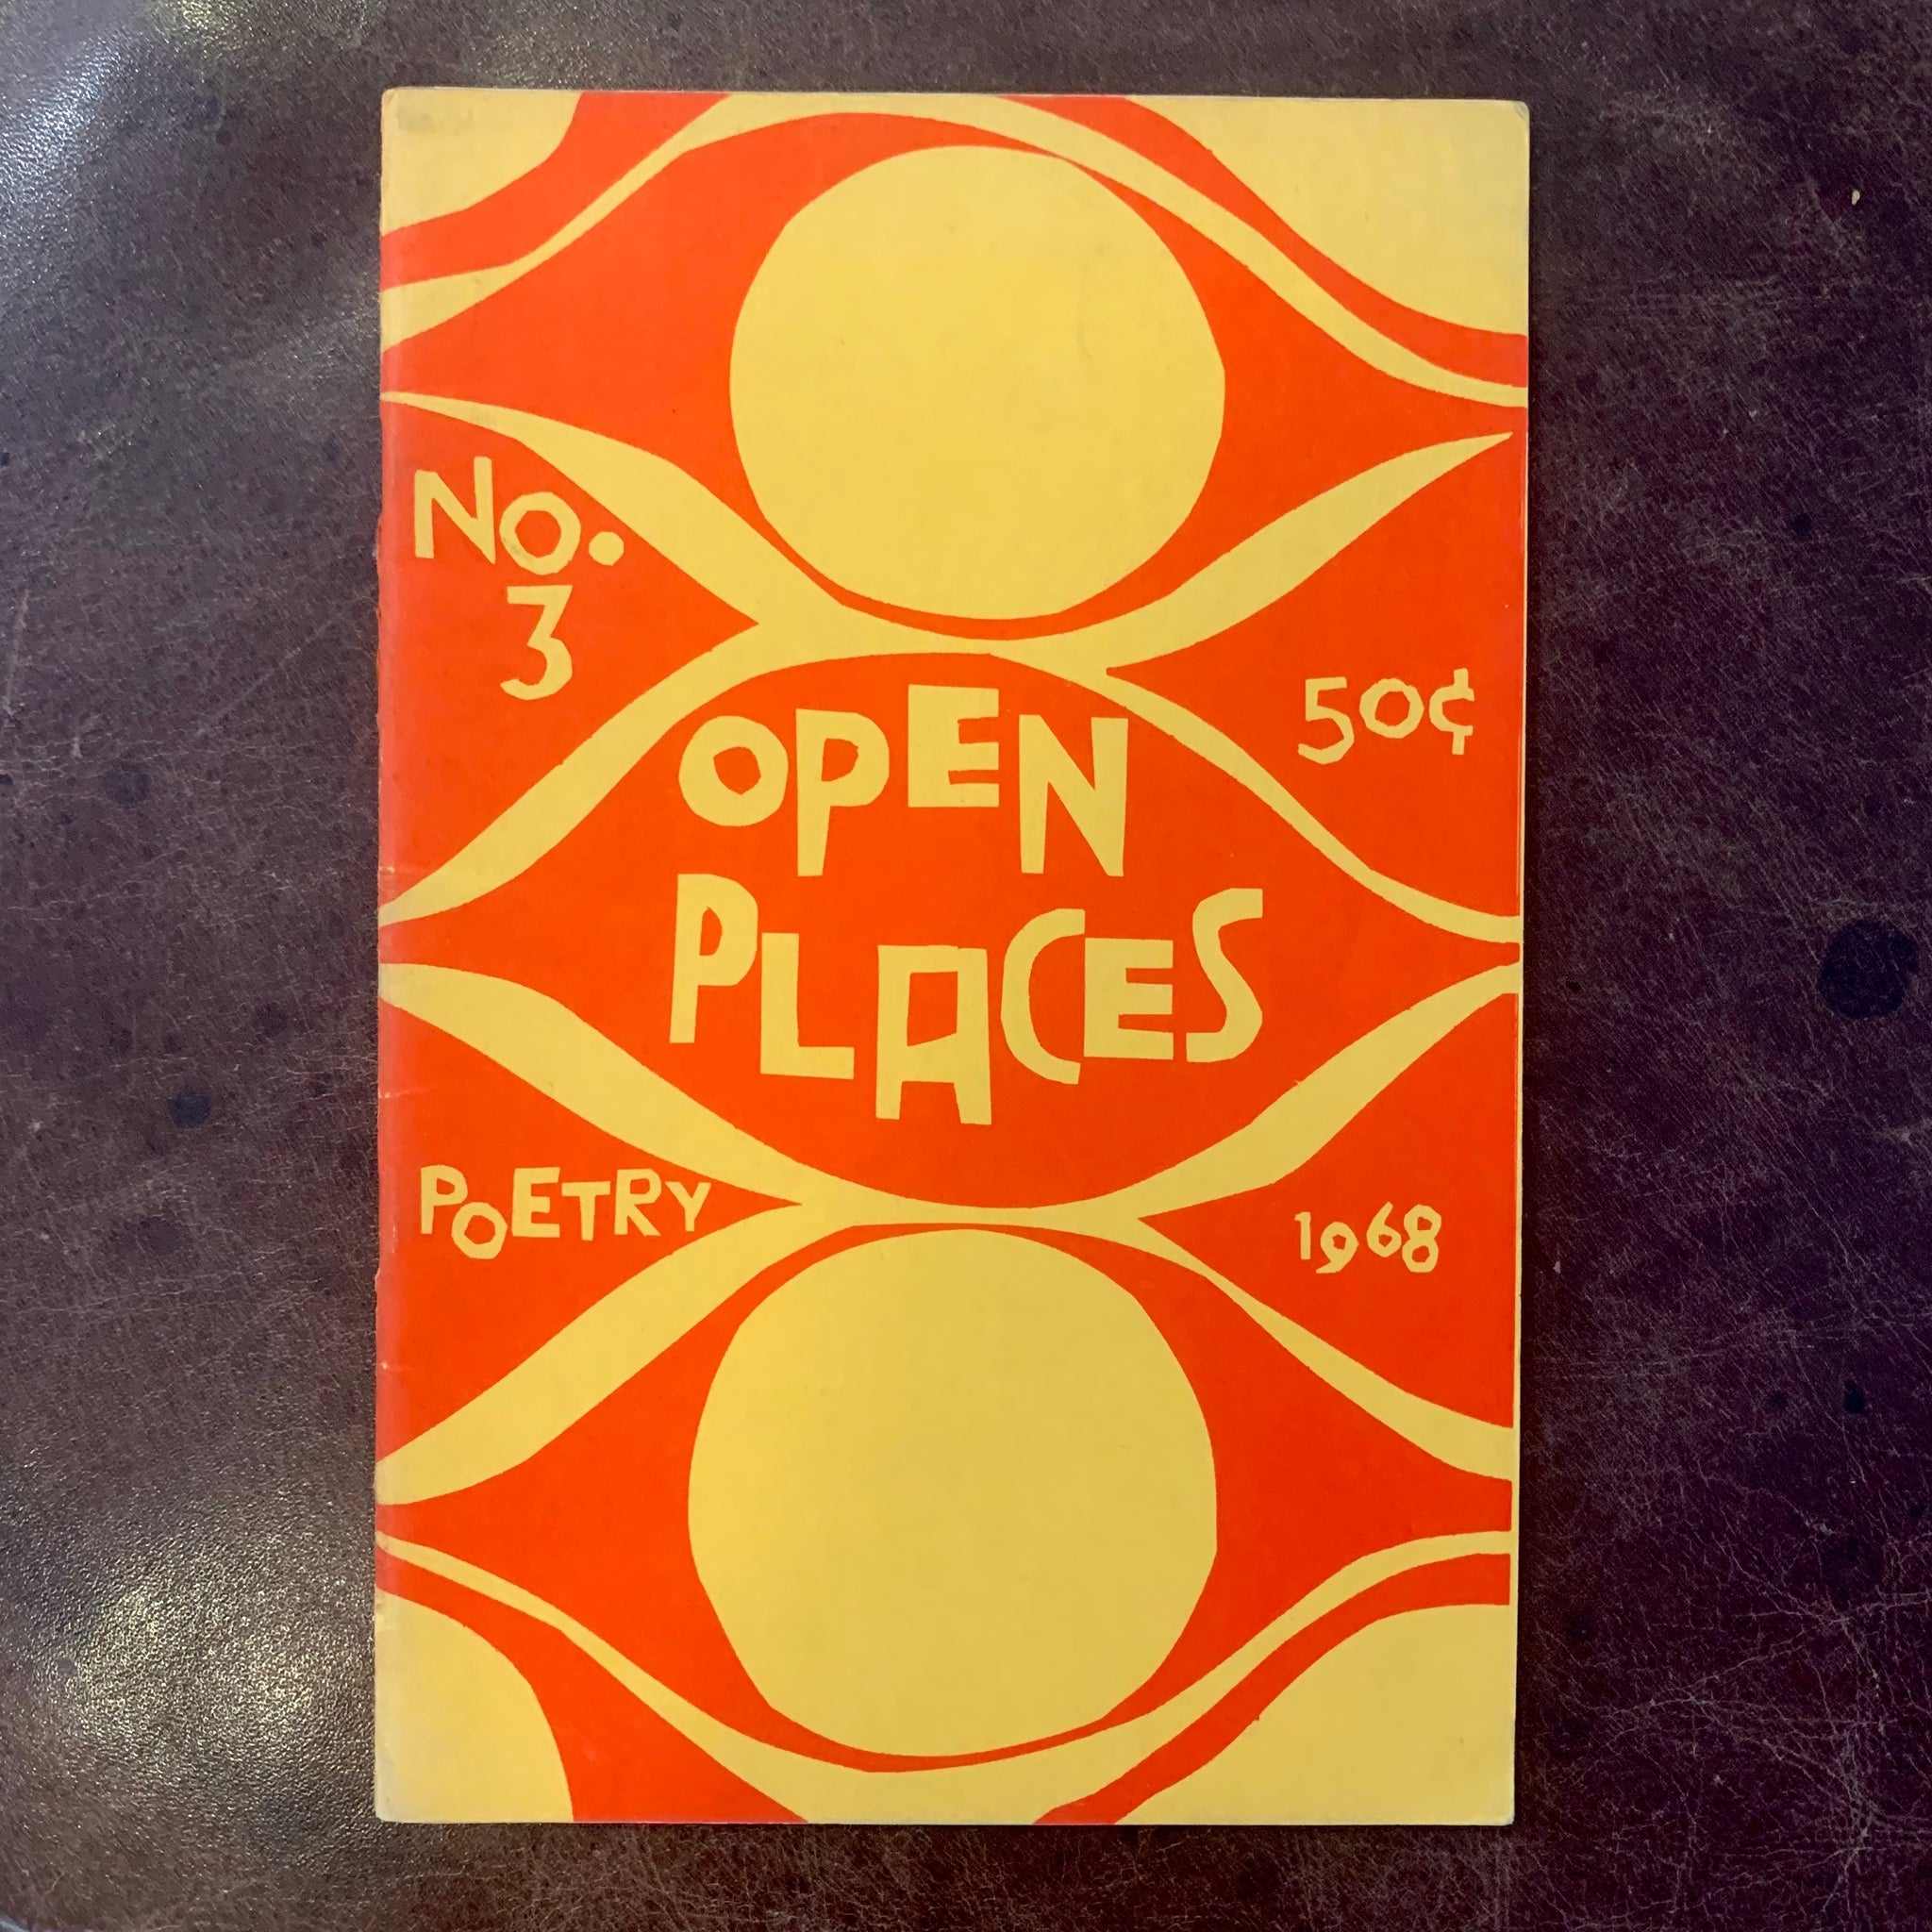 NO.
3
50¢
OPEN
PLACES
POETRY
1968